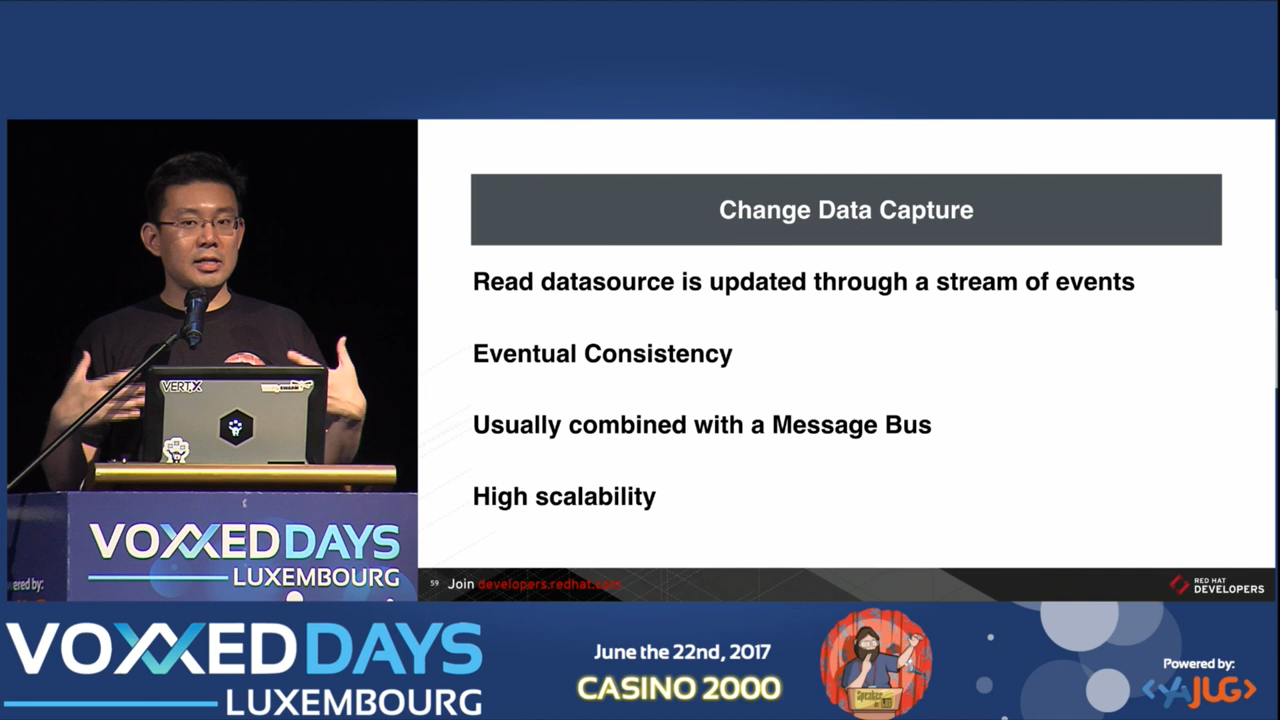 Change Data Capture
Read datasource is updated through a stream of events
Eventual Consistency
Usually combined with a Message Bus
High scalability
59 Join developers.redhat.com
RED HAT
DEVELOPERS
VERT.X
VOXXED DAYS
LUXEMBOURG
ered by:
VOXXED DAYS
LUXEMBOURG
June the 22nd, 2017
CASINO 2000
Powered by:
YAJUG